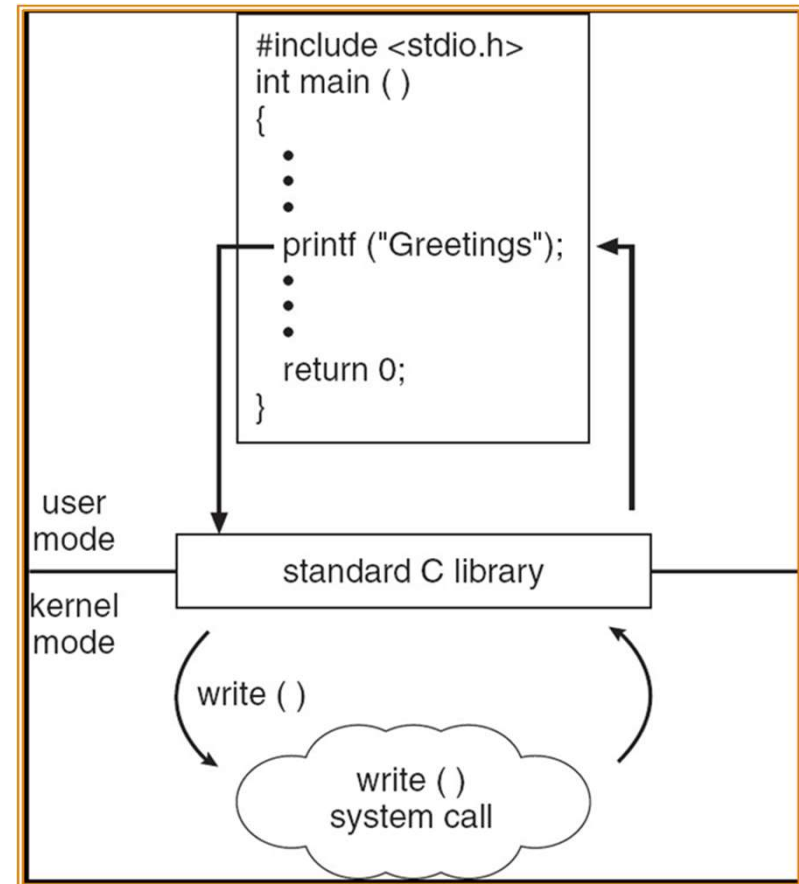 #include <stdio.h>
int main ( )
{
•
•
•
printf ("Greetings");
•
•
•
return 0;
}
user
mode
standard C library
kernel
mode
write ( )
write ( )
system call